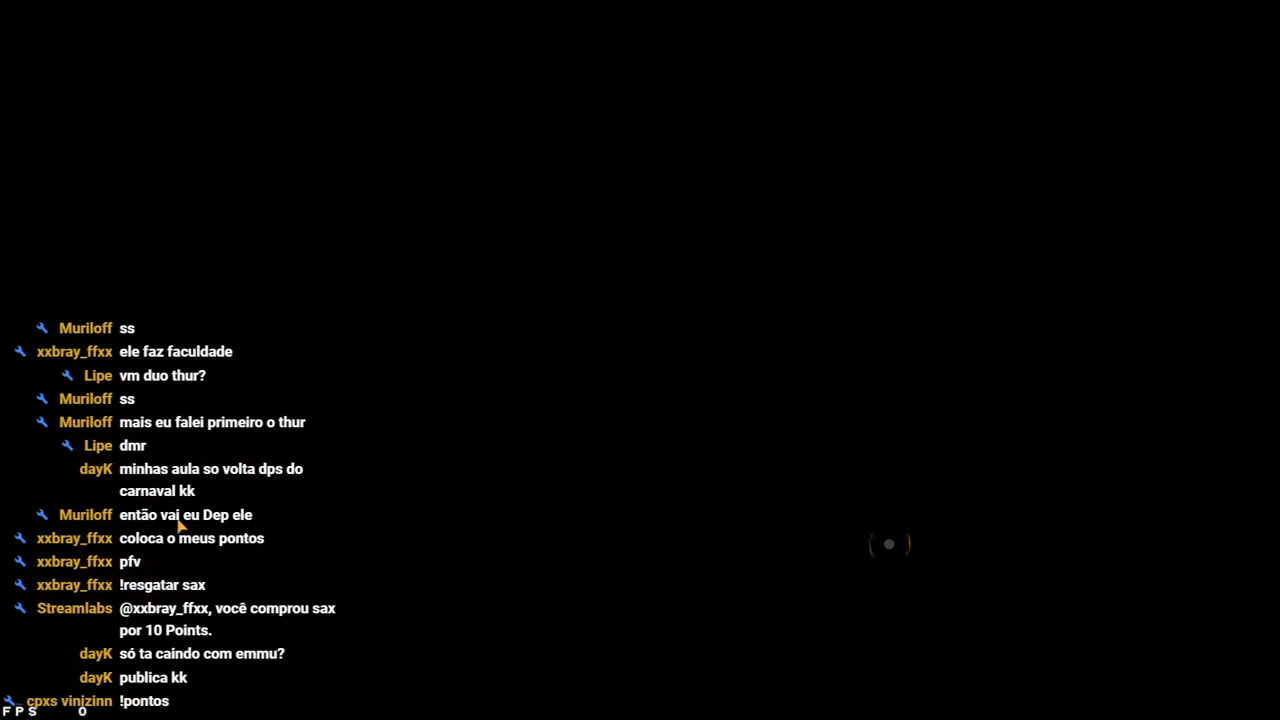 Muriloff ss
xxbray_ffxx ele faz faculdade
Lipe vm duo thur?
Muriloff ss
Muriloff mais eu falei primeiro o thur
Lipe dmr
dayK minhas aula so volta dps do
carnaval kk
Muriloff então vai eu Dep ele
xxbray_ffxx coloca o meus pontos
xxbray_ffxx pfv
xxbray_ffxx !resgatar sax
Streamlabs @xxbray_ffxx, você comprou sax
por 10 Points.
dayK só ta caindo com emmu?
dayK publica kk
cpxs vinizinn !pontos
FPS 0